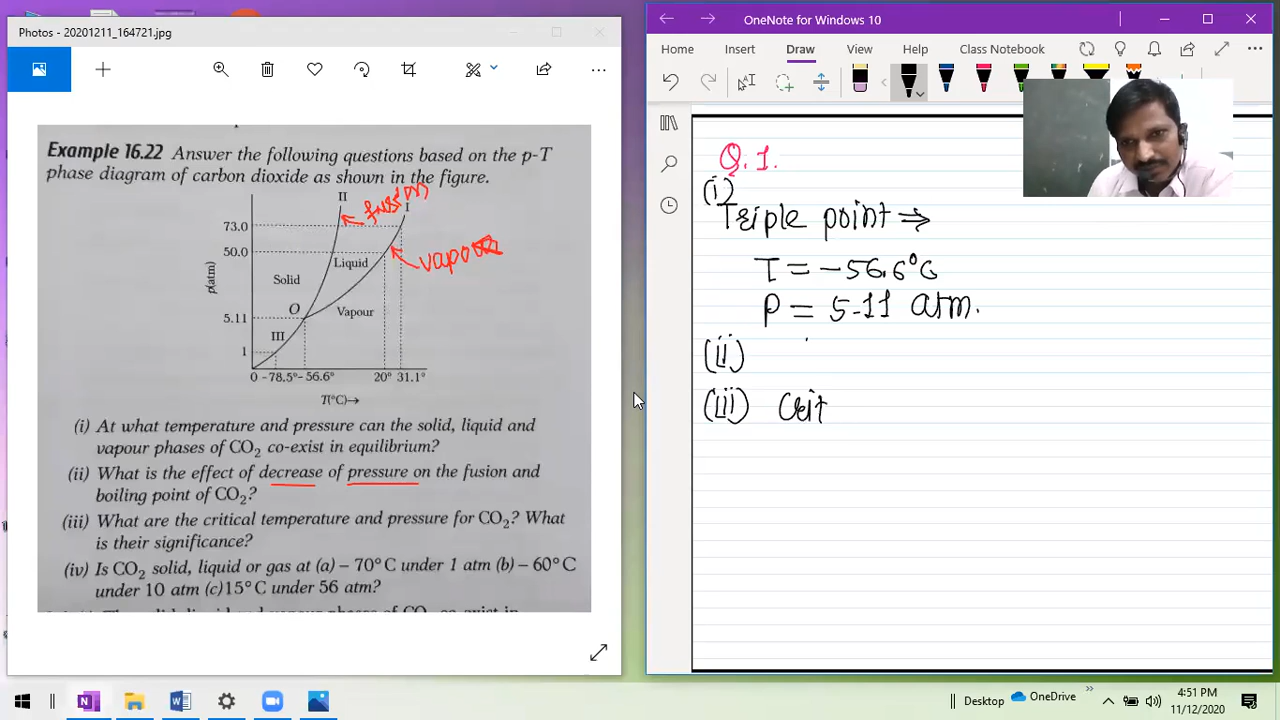 Photos - 20201211_164721.jpg
OneNote for Windows 10
Home Insert Draw View Help Class Notebook
Example 16.22 Answer the following questions based on the p-T
phase diagram of carbon dioxide as shown in the figure.
II
fusion
I
73.0
50.0
vapo
Liquid
Solid
p(atm)
O
Vapour
5.11
III
1
0 -78.5° -56.6° 20° 31.1°
T(°C)→
(i) At what temperature and pressure can the solid, liquid and
vapour phases of CO2 co-exist in equilibrium?
(ii) What is the effect of decrease of pressure on the fusion and
boiling point of CO2?
(iii) What are the critical temperature and pressure for CO2? What
is their significance?
(iv) Is CO2 solid, liquid or gas at (a) – 70°C under 1 atm (b) – 60°C
under 10 atm (c) 15°C under 56 atm?
Q.1.
(i)
Triple point ⇒
T = -56.6°C
P = 5.11 atm.
(ii)
(iii) Crit
Desktop
OneDrive
4:51 PM
11/12/2020